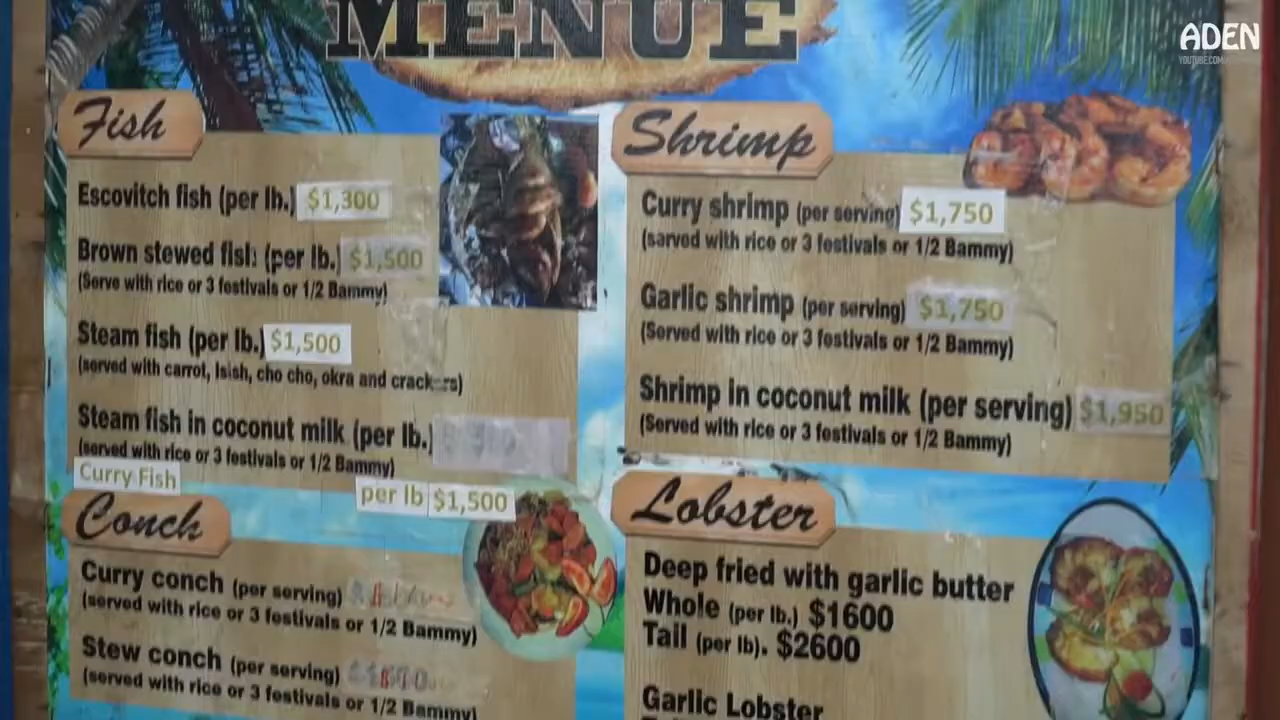 MENUE
ADEN
YOUTUBE.COM
Fish
Escovitch fish (per lb.) $1,300
Brown stewed fish (per lb.) $1,500
(Serve with rice or 3 festivals or 1/2 Bammy)
Steam fish (per lb.) $1,500
(served with carrot, Isish, cho cho, okra and crackers)
Steam fish in coconut milk (per lb.)
(served with rice or 3 festivals or 1/2 Bammy)
Curry Fish per lb $1,500
Conch
Curry conch (per serving)
(served with rice or 3 festivals or 1/2 Bammy)
Stew conch (per serving)
(served with rice or 3 festivals or 1/2 Bammy)
Shrimp
Curry shrimp (per serving) $1,750
(sarved with rice or 3 festivals or 1/2 Bammy)
Garlic shrimp (per serving) $1,750
(Served with rice or 3 festivals or 1/2 Bammy)
Shrimp in coconut milk (per serving) $1,950
(Served with rice or 3 festivals or 1/2 Bammy)
Lobster
Deep fried with garlic butter
Whole (per lb.) $1600
Tail (per lb). $2600
Garlic Lobster